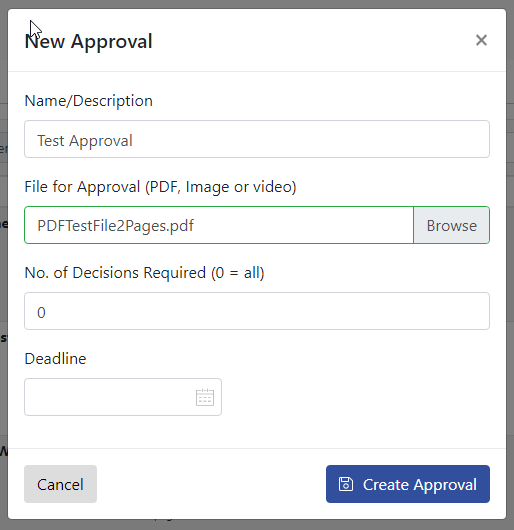 New Approval
×
Name/Description
Test Approval
File for Approval (PDF, Image or video)
PDFTestFile2Pages.pdf
Browse
No. of Decisions Required (0 = all)
0
Deadline
Cancel
Create Approval